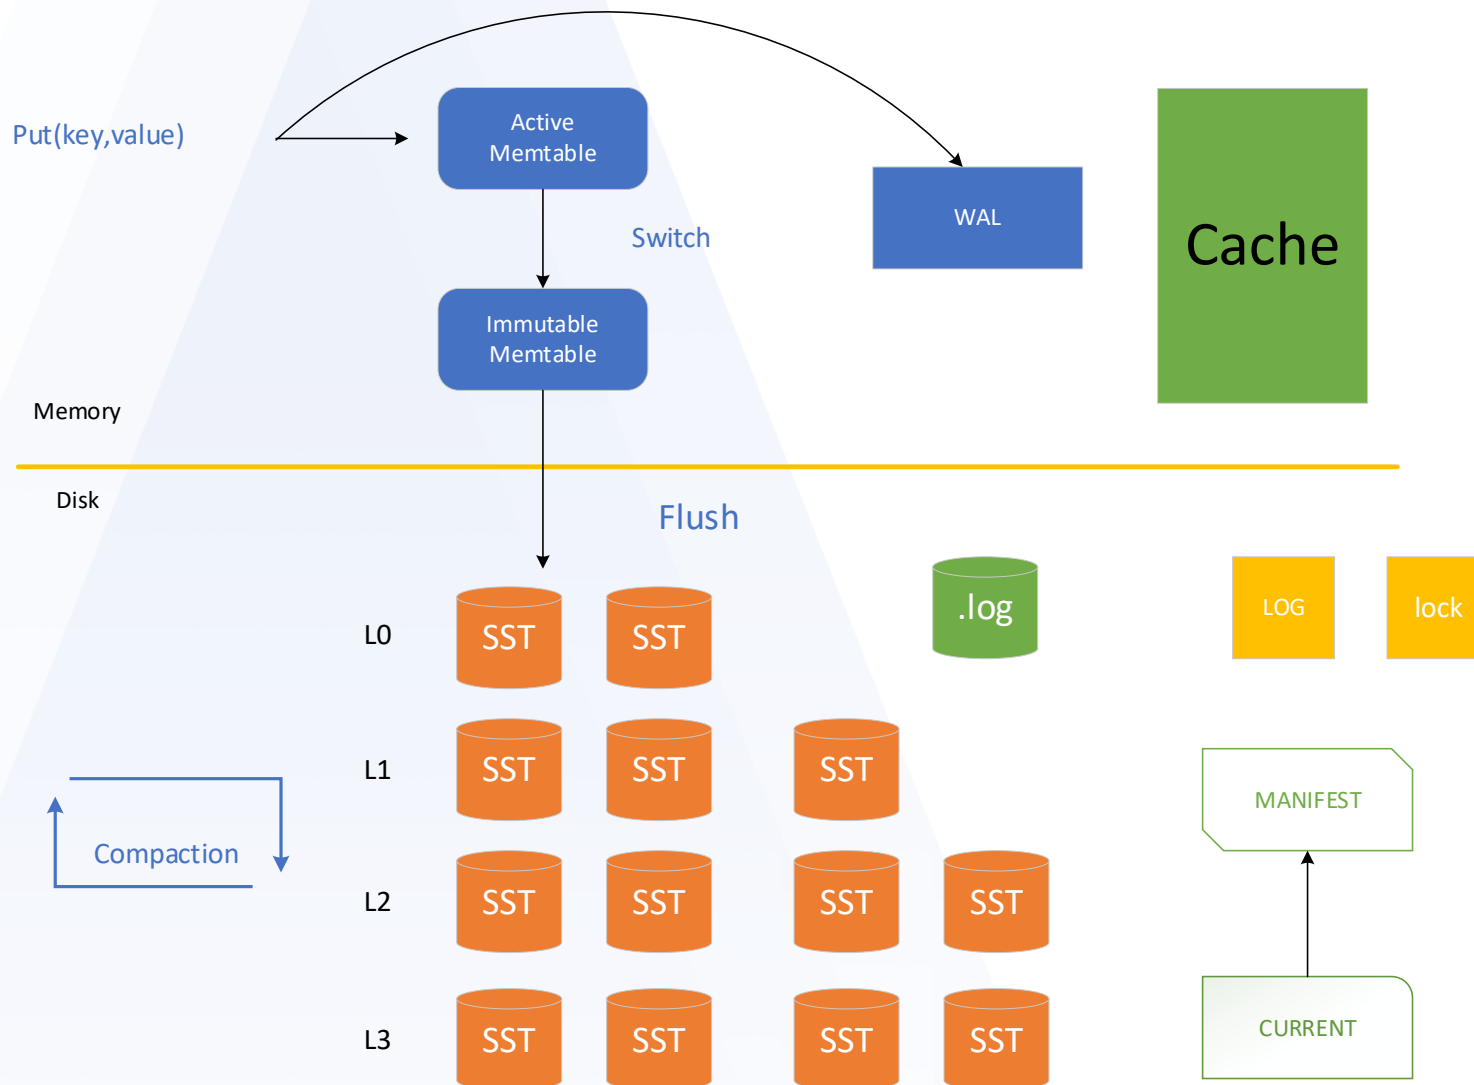 Put(key,value)
Active
Memtable
WAL
Cache
Switch
Immutable
Memtable
Memory
Disk
Flush
.log
LOG
lock
L0
SST
SST
L1
SST
SST
SST
MANIFEST
Compaction
L2
SST
SST
SST
SST
L3
SST
SST
SST
SST
CURRENT